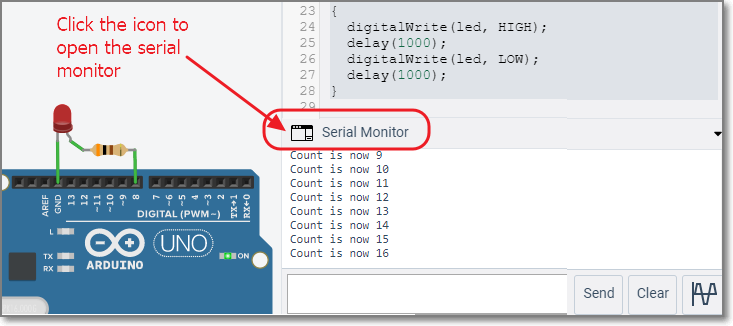 Click the icon to
open the serial
monitor
23 {
24 digitalWrite(led, HIGH);
25 delay(1000);
26 digitalWrite(led, LOW);
27 delay(1000);
28 }
29
Serial Monitor
Count is now 9
Count is now 10
Count is now 11
Count is now 12
Count is now 13
Count is now 14
Count is now 15
Count is now 16
Send Clear
AREF GND 13 12 ~11 ~10 ~9 8 7 ~6 ~5 4 ~3 2 TX→1 RX←0
DIGITAL (PWM~)
L
TX
RX
UNO
ARDUINO
ON